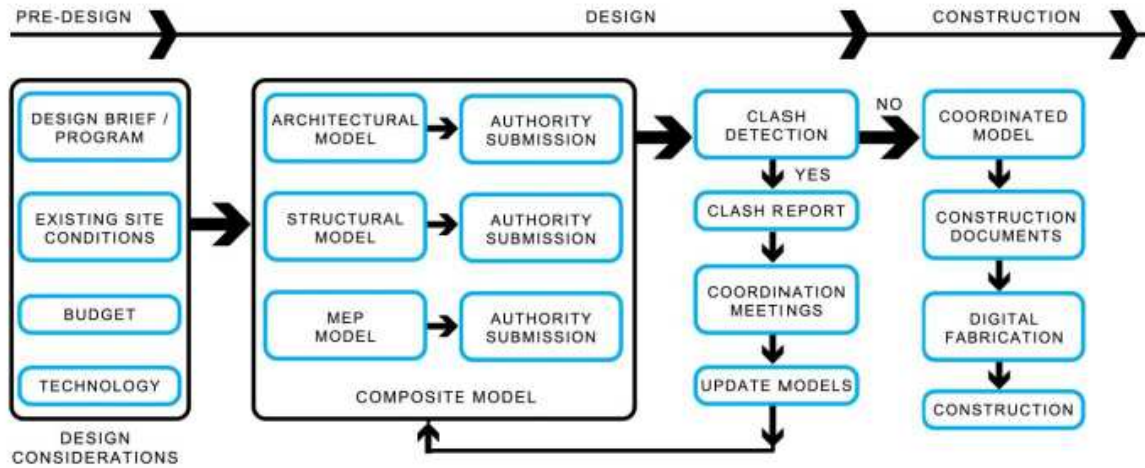 PRE-DESIGN
DESIGN
CONSTRUCTION
DESIGN BRIEF /
PROGRAM
EXISTING SITE
CONDITIONS
BUDGET
TECHNOLOGY
DESIGN
CONSIDERATIONS
ARCHITECTURAL
MODEL
AUTHORITY
SUBMISSION
STRUCTURAL
MODEL
AUTHORITY
SUBMISSION
MEP
MODEL
AUTHORITY
SUBMISSION
COMPOSITE MODEL
CLASH
DETECTION
NO
YES
CLASH REPORT
COORDINATION
MEETINGS
UPDATE MODELS
COORDINATED
MODEL
CONSTRUCTION
DOCUMENTS
DIGITAL
FABRICATION
CONSTRUCTION